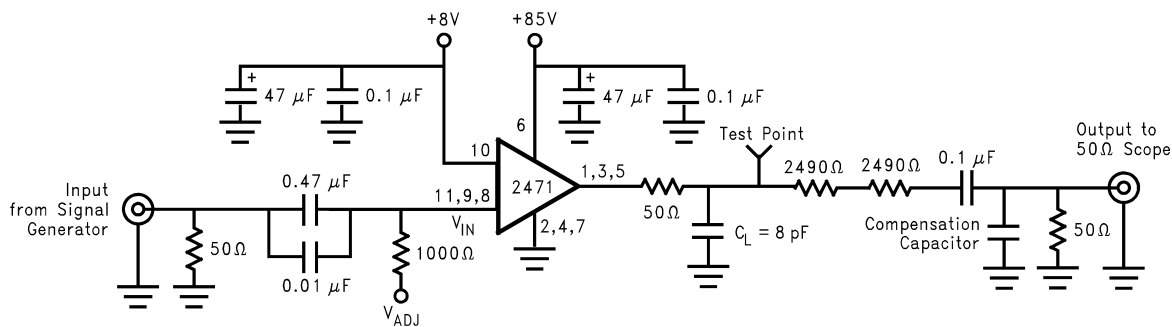 +8V
+85V
+
47 μF
0.1 μF
+
47 μF
0.1 μF
6
10
2471
1,3,5
11,9,8
V_IN
2,4,7
Test Point
50Ω
C_L = 8 pF
2490Ω
2490Ω
0.1 μF
Output to
50Ω Scope
Compensation
Capacitor
50Ω
Input
from Signal
Generator
50Ω
0.47 μF
0.01 μF
1000Ω
V_ADJ